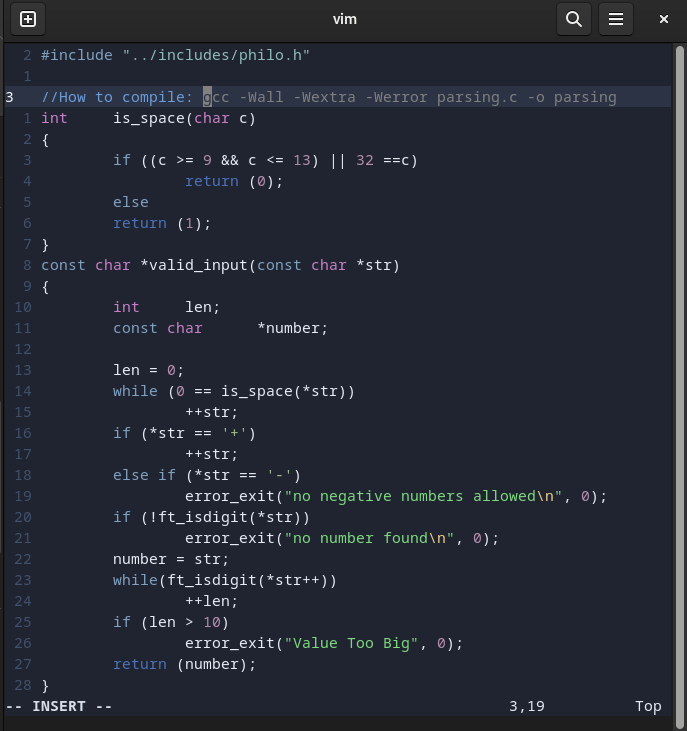 vim
2 #include "../includes/philo.h"
1
3 //How to compile: gcc -Wall -Wextra -Werror parsing.c -o parsing
1 int     is_space(char c)
2 {
3         if ((c >= 9 && c <= 13) || 32 ==c)
4                 return (0);
5         else
6         return (1);
7 }
8 const char *valid_input(const char *str)
9 {
10         int     len;
11         const char      *number;
12
13         len = 0;
14         while (0 == is_space(*str))
15                 ++str;
16         if (*str == '+')
17                 ++str;
18         else if (*str == '-')
19                 error_exit("no negative numbers allowed\n", 0);
20         if (!ft_isdigit(*str))
21                 error_exit("no number found\n", 0);
22         number = str;
23         while(ft_isdigit(*str++))
24                 ++len;
25         if (len > 10)
26                 error_exit("Value Too Big", 0);
27         return (number);
28 }
-- INSERT -- 3,19 Top